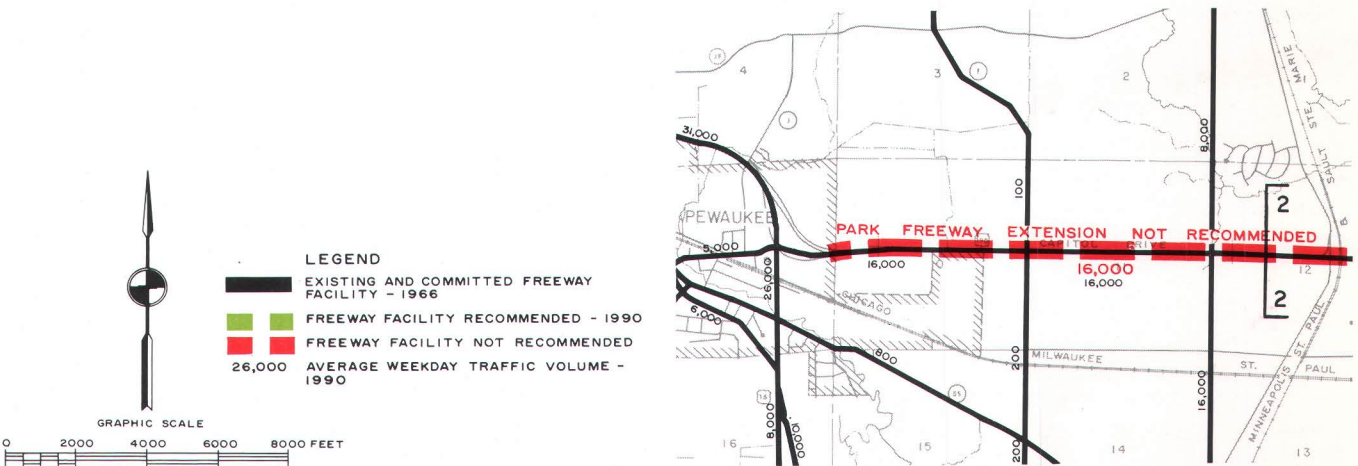 LEGEND
EXISTING AND COMMITTED FREEWAY
FACILITY - 1966
FREEWAY FACILITY RECOMMENDED - 1990
FREEWAY FACILITY NOT RECOMMENDED
26,000 AVERAGE WEEKDAY TRAFFIC VOLUME -
1990
GRAPHIC SCALE
0 2000 4000 6000 8000 FEET
4
3
2
1
1
31,000
8,000
100
STE. MARIE
SAULT
PEWAUKEE
PARK FREEWAY EXTENSION NOT RECOMMENDED
2
5,000
CAPITOL DRIVE
16,000
16,000
16,000
12
26,000
6,000
CHICAGO
2
800
200
MILWAUKEE ST. PAUL
MINNEAPOLIS ST. PAUL &
16,000
8,000
10,000
200
16
15
14
13